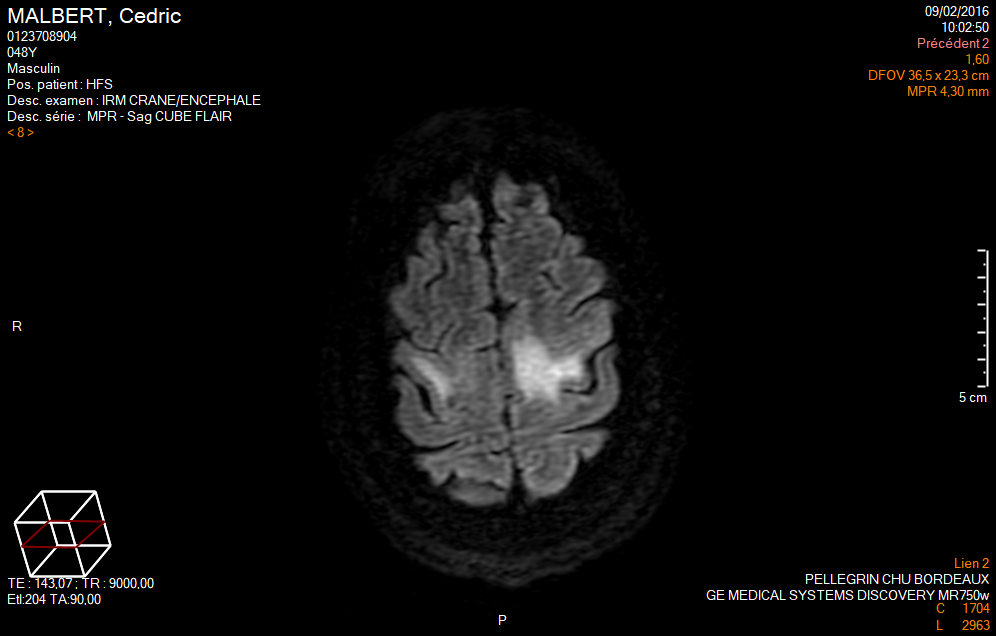 MALBERT, Cedric
0123708904
048Y
Masculin
Pos. patient : HFS
Desc. examen : IRM CRANE/ENCEPHALE
Desc. série : MPR - Sag CUBE FLAIR
< 8 >
09/02/2016
10:02:50
Précédent 2
1,60
DFOV 36,5 x 23,3 cm
MPR 4,30 mm
R
5 cm
TE : 143,07 ; TR : 9000,00
Etl:204 TA:90,00
P
Lien 2
PELLEGRIN CHU BORDEAUX
GE MEDICAL SYSTEMS DISCOVERY MR750w
C 1704
L 2963